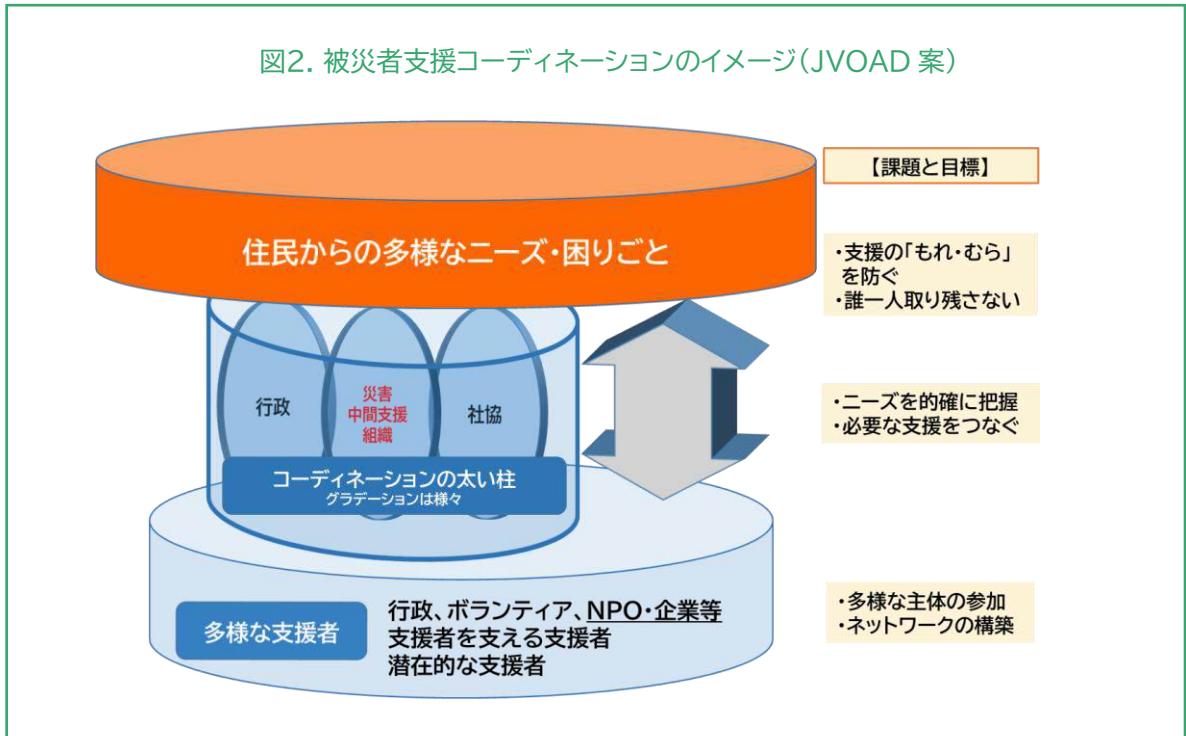 図2. 被災者支援コーディネーションのイメージ(JVOAD 案)
【課題と目標】
住民からの多様なニーズ・困りごと
・支援の「もれ・むら」
を防ぐ
・誰一人取り残さない
行政
災害
中間支援
組織
社協
・ニーズを的確に把握
・必要な支援をつなぐ
コーディネーションの太い柱
グラデーションは様々
多様な支援者
行政、ボランティア、NPO・企業等
支援者を支える支援者
潜在的な支援者
・多様な主体の参加
・ネットワークの構築